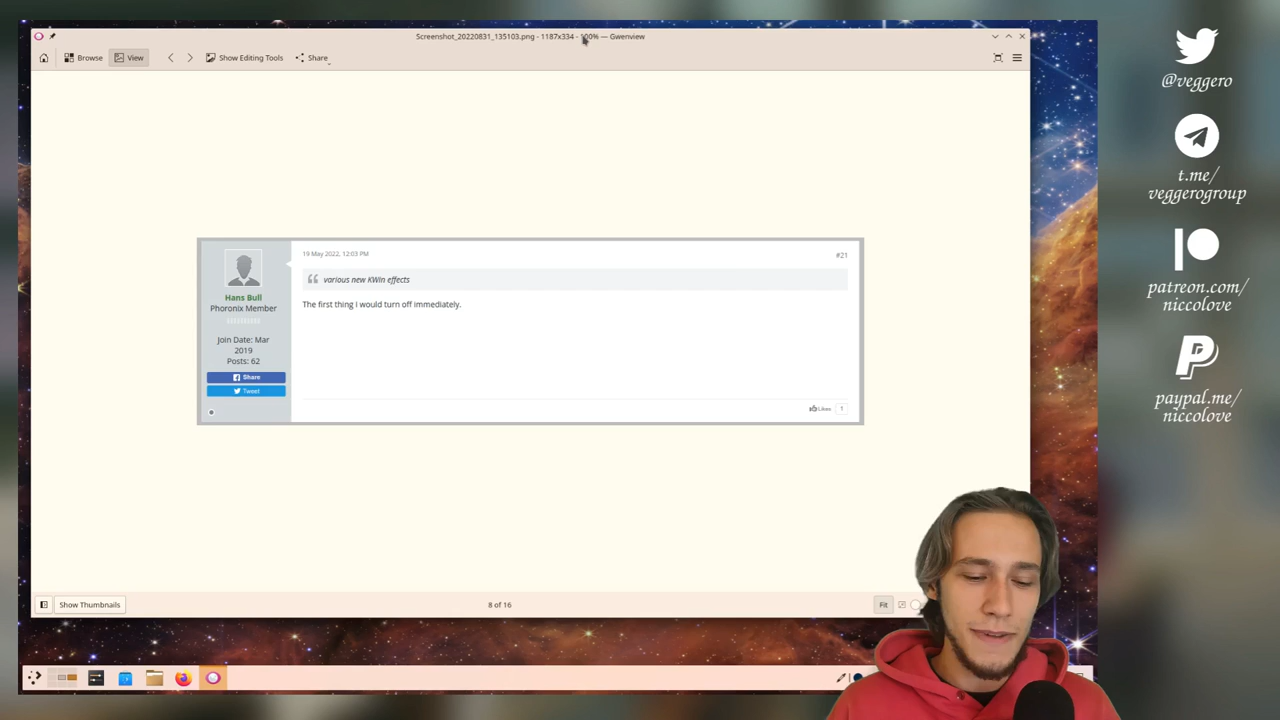 Screenshot_20220831_135103.png - 1187x334 - 100% — Gwenview
Browse
View
Show Editing Tools
Share
19 May 2022, 12:03 PM
#21
various new KWin effects
The first thing I would turn off immediately.
Hans Bull
Phoronix Member
Join Date: Mar
2019
Posts: 62
Share
Tweet
Likes
1
Show Thumbnails
8 of 16
Fit
@veggero
t.me/
veggerogroup
patreon.com/
niccolove
paypal.me/
niccolove